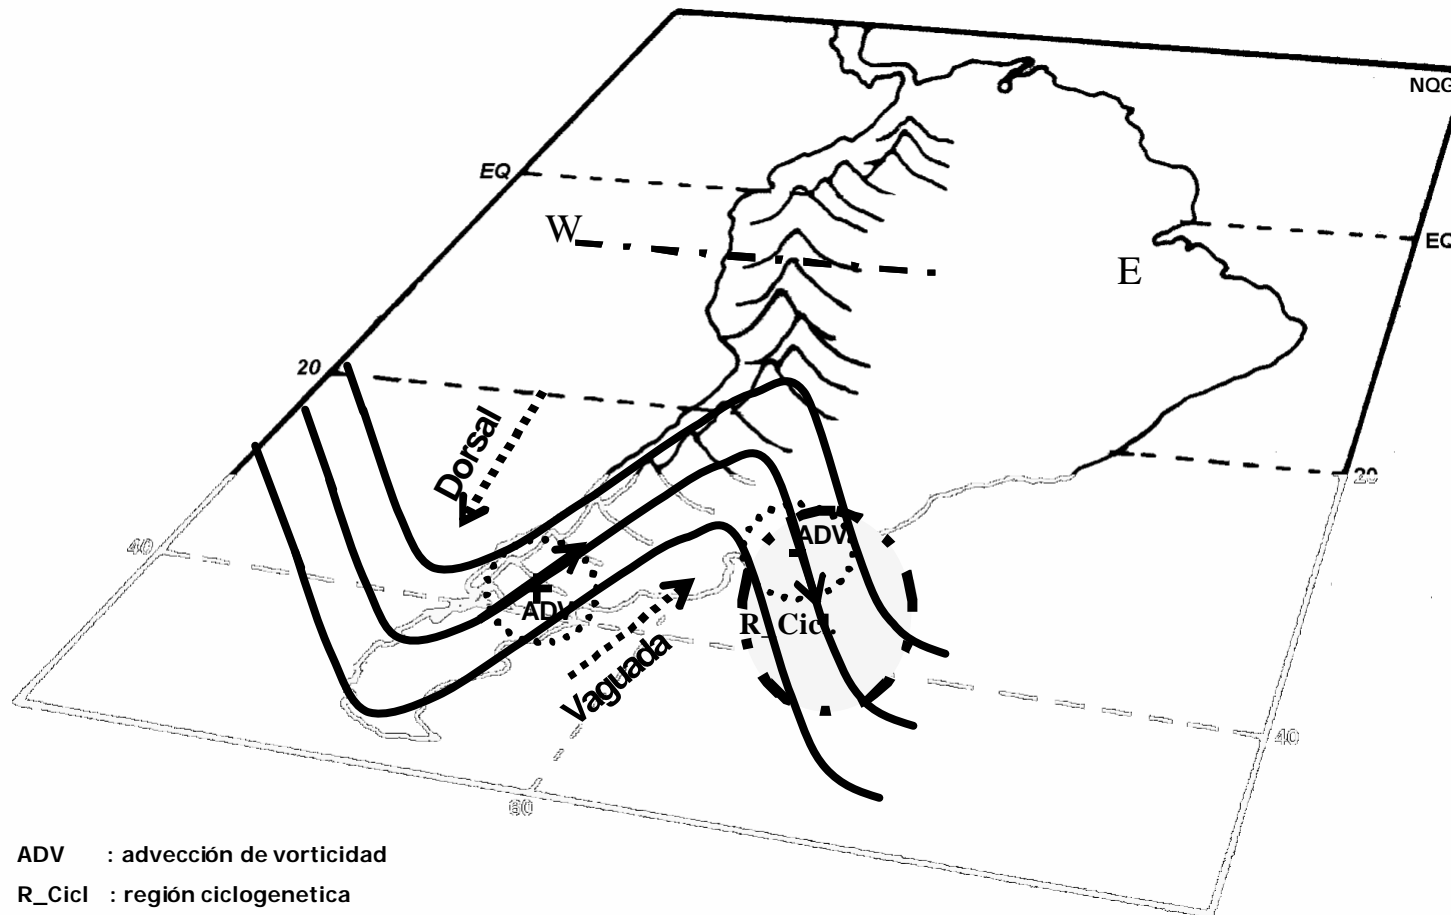 NQG
EQ
W
EQ
E
20
Dorsal
20
ADV
40
+
ADV
R_Cicl.
Vaguada
40
60
ADV : advección de vorticidad
R_Cicl : región ciclogenetica